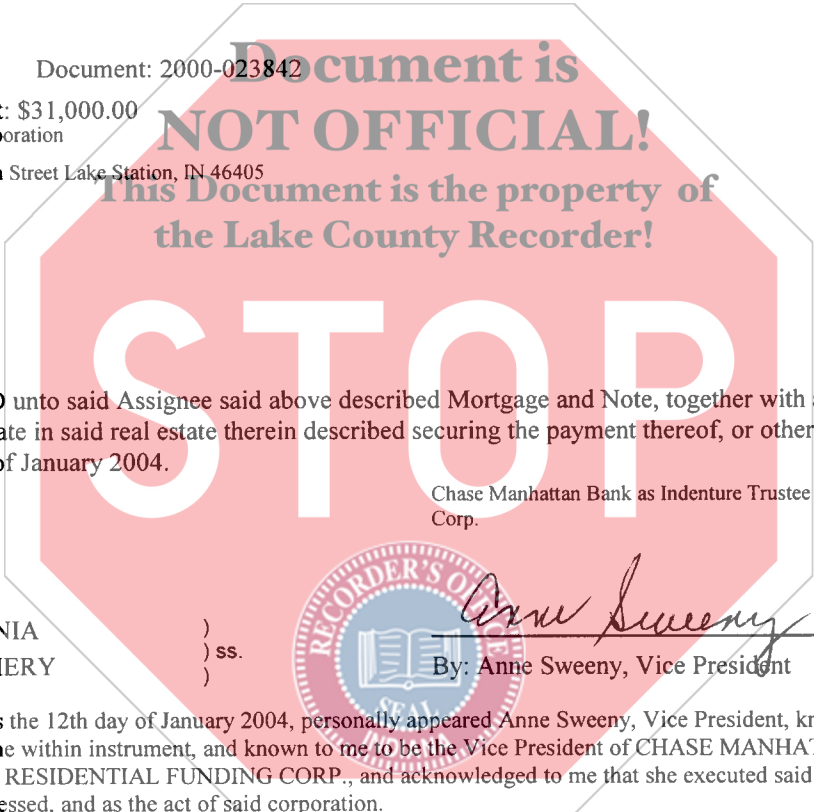 Document is
Document: 2000-023842
: $31,000.00
NOT OFFICIAL!
oration
Street Lake Station, IN 46405
This Document is the property of
the Lake County Recorder!
STOP
unto said Assignee said above described Mortgage and Note, together with
ate in said real estate therein described securing the payment thereof, or other
of January 2004.
Chase Manhattan Bank as Indenture Trustee
Corp.
RECORDER'S OFFICE
Anne Sweeny
NIA )
) ss.
IERY )
By: Anne Sweeny, Vice President
SEAL
INDIANA
s the 12th day of January 2004, personally appeared Anne Sweeny, Vice President, kn
e within instrument, and known to me to be the Vice President of CHASE MANHAT
RESIDENTIAL FUNDING CORP., and acknowledged to me that she executed said
essed, and as the act of said corporation.